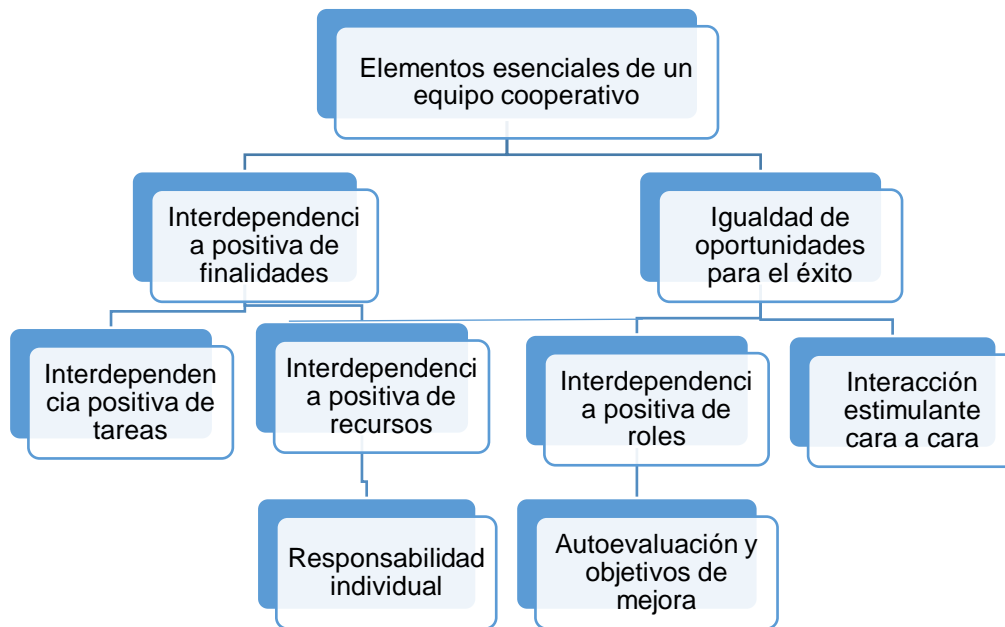 Elementos esenciales de un
equipo cooperativo
Interdependenci
a positiva de
finalidades
Igualdad de
oportunidades
para el éxito
Interdependen
cia positiva de
tareas
Interdependenci
a positiva de
recursos
Interdependenci
a positiva de
roles
Interacción
estimulante
cara a cara
Responsabilidad
individual
Autoevaluación y
objetivos de
mejora